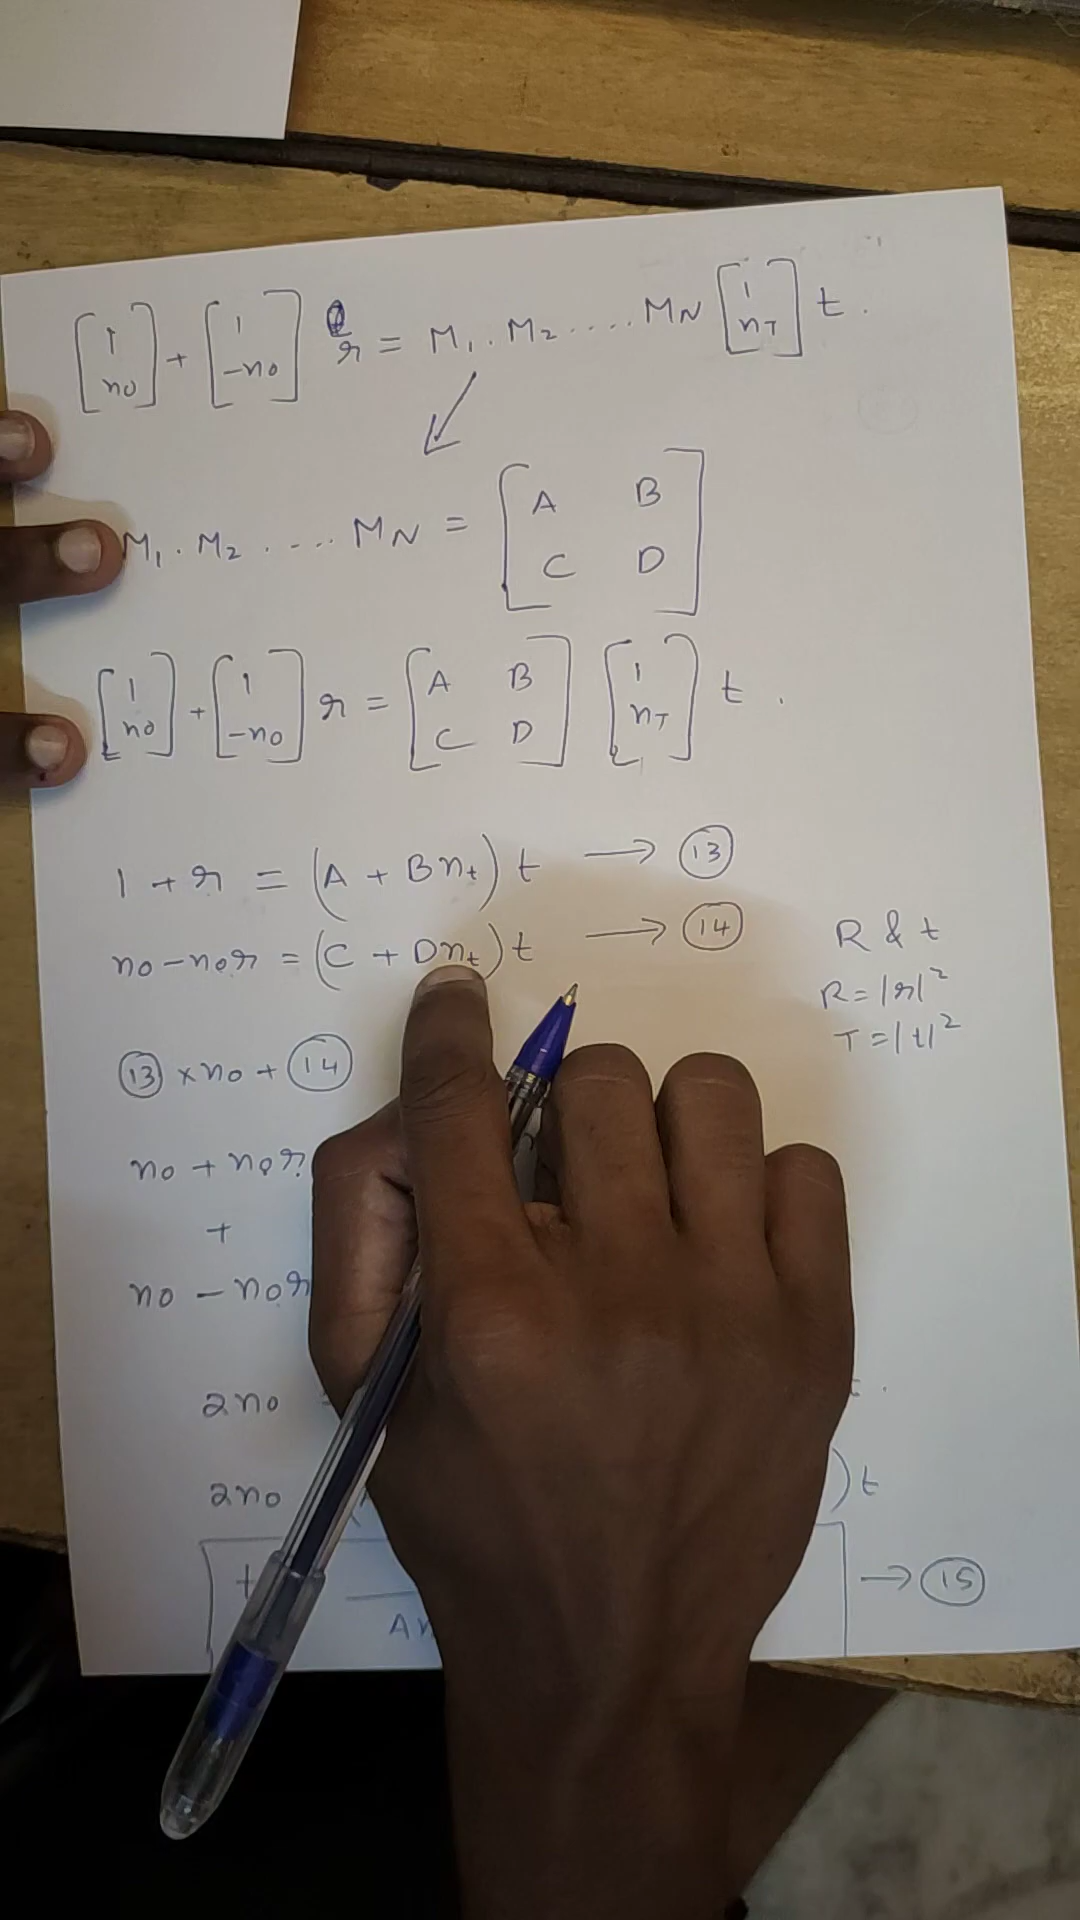 [1 n0] + [1 -n0] r = M1 . M2 ..... MN [1 nT] t .
M1 . M2 ..... MN = [A B C D]
[1 n0] + [1 -n0] r = [A B C D] [1 nT] t .
1 + r = (A + Bnt) t → 13
n0 - n0r = (C + Dnt) t → 14
R & t
R = |r|²
T = |t|²
13 × n0 + 14
n0 + n0r
+
n0 - n0r
2n0
2n0 ) t
t → 15
A